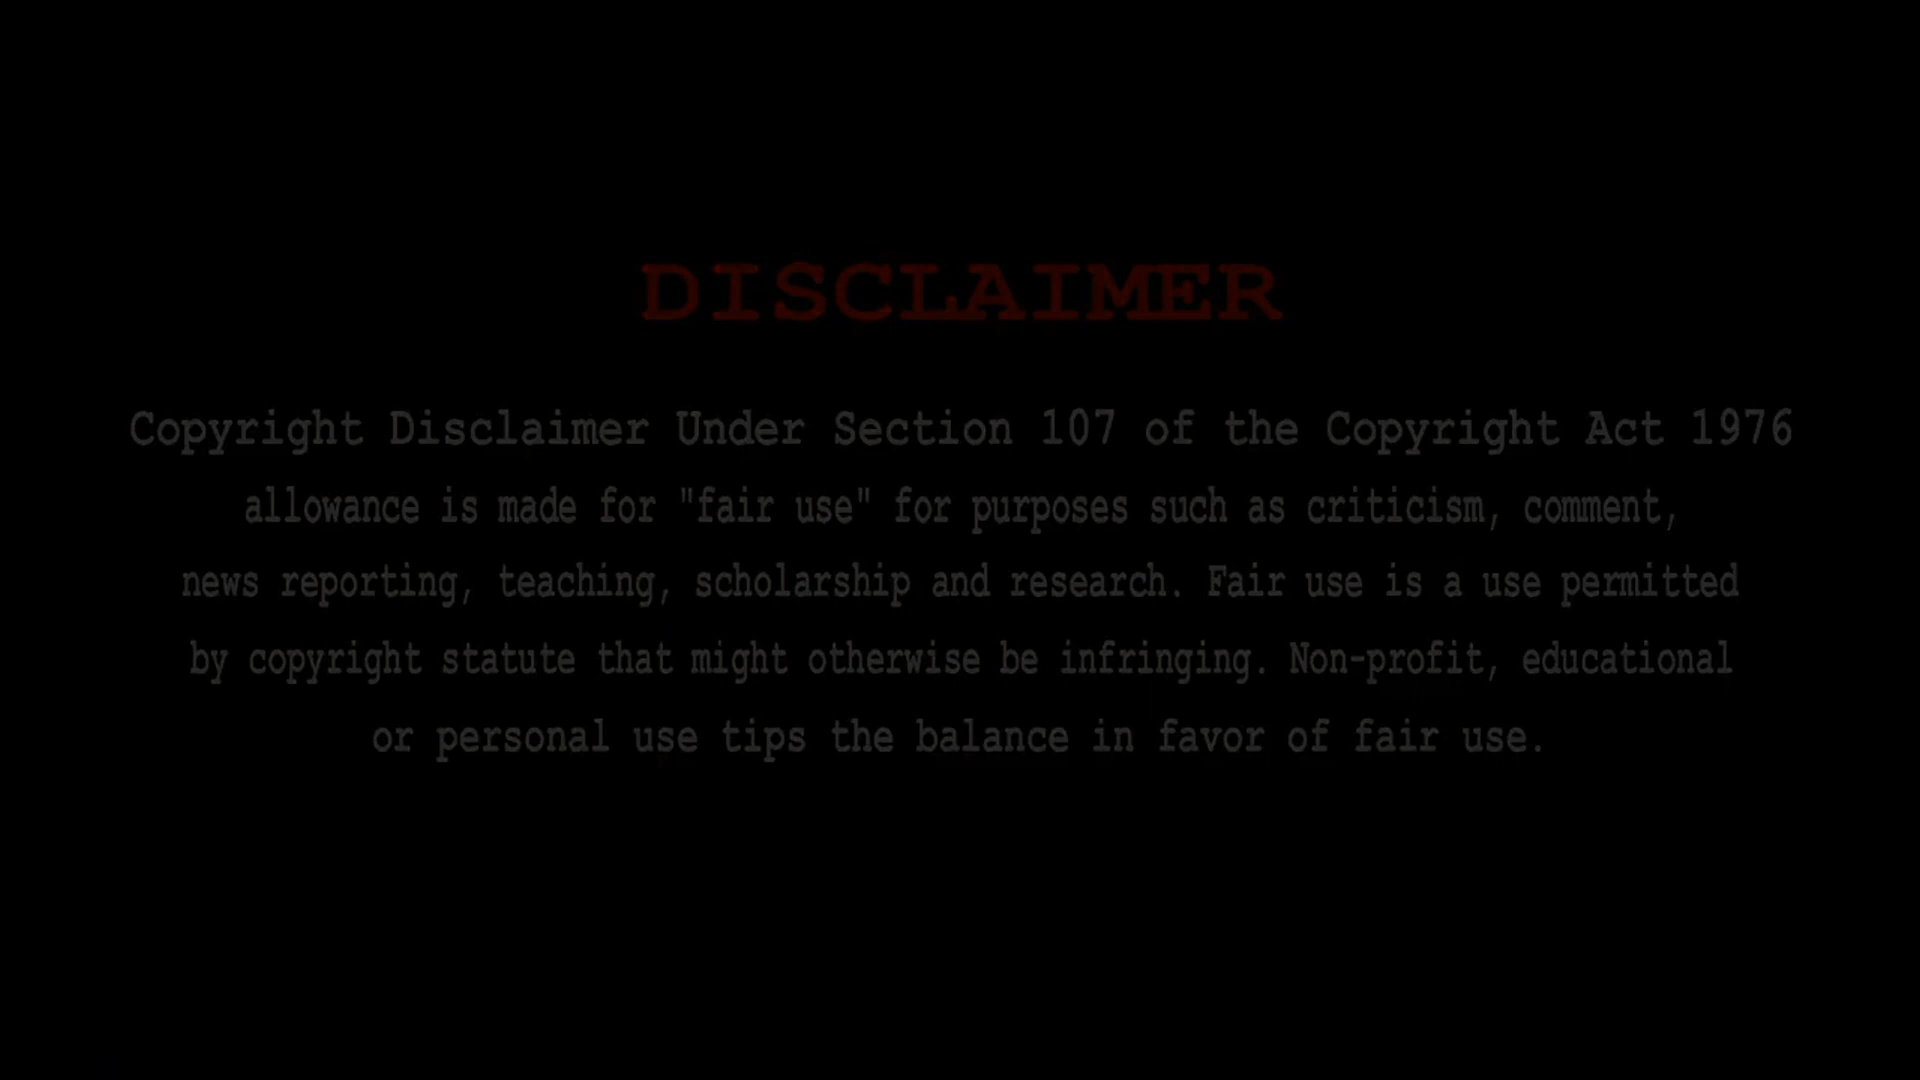 DISCLAIMER
Copyright Disclaimer Under Section 107 of the Copyright Act 1976
allowance is made for "fair use" for purposes such as criticism, comment,
news reporting, teaching, scholarship and research. Fair use is a use permitted
by copyright statute that might otherwise be infringing. Non-profit, educational
or personal use tips the balance in favor of fair use.